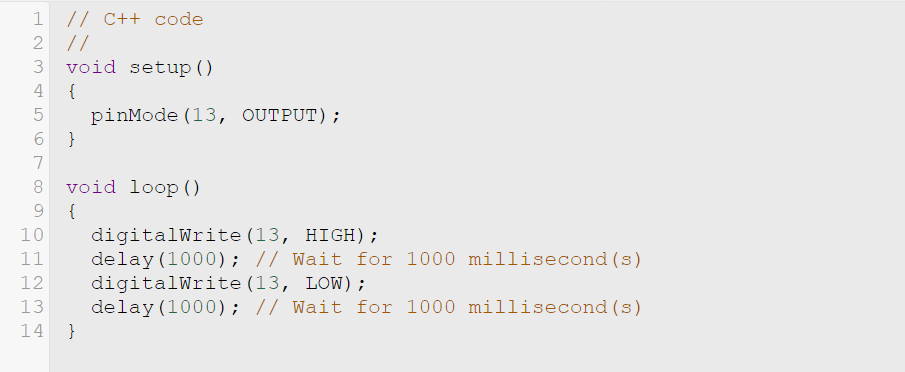 1 // C++ code
2 //
3 void setup()
4 {
5   pinMode(13, OUTPUT);
6 }
7
8 void loop()
9 {
10   digitalWrite(13, HIGH);
11   delay(1000); // Wait for 1000 millisecond(s)
12   digitalWrite(13, LOW);
13   delay(1000); // Wait for 1000 millisecond(s)
14 }